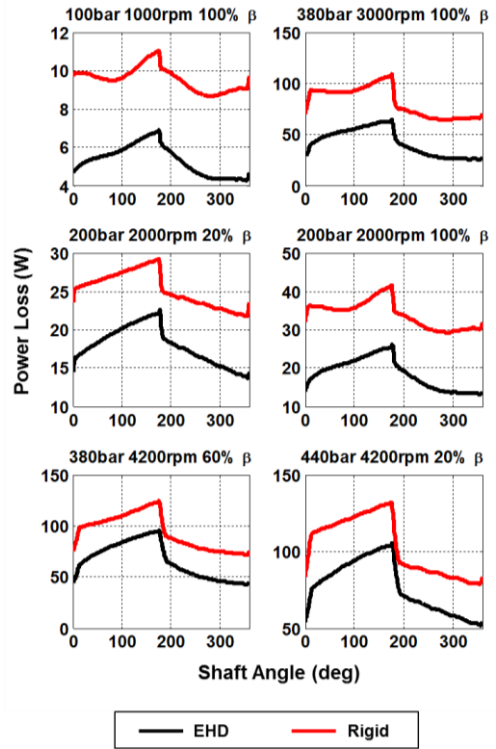 100bar 1000rpm 100% β
380bar 3000rpm 100% β
12
10
8
6
4
0 100 200 300
150
100
50
0
0 100 200 300
200bar 2000rpm 20% β
200bar 2000rpm 100% β
Power Loss (W)
30
25
20
15
10
0 100 200 300
50
40
30
20
10
0 100 200 300
380bar 4200rpm 60% β
440bar 4200rpm 20% β
150
100
50
0
0 100 200 300
150
100
50
0 100 200 300
Shaft Angle (deg)
EHD Rigid